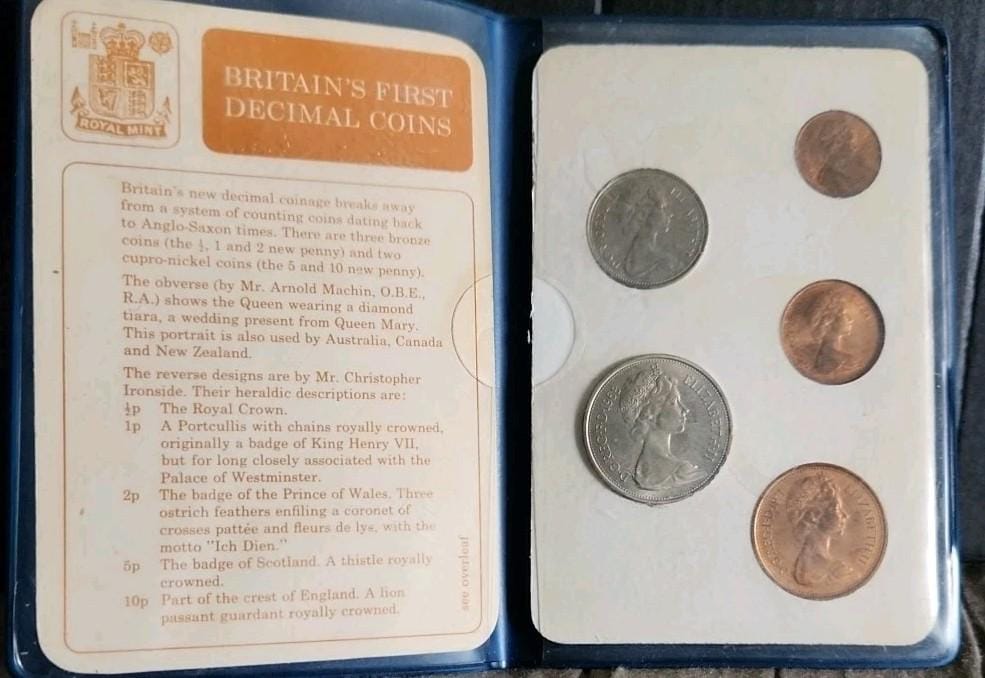 ROYAL MINT
BRITAIN'S FIRST
DECIMAL COINS
Britain's new decimal coinage breaks away
from a system of counting coins dating back
to Anglo-Saxon times. There are three bronze
coins (the ½, 1 and 2 new penny) and two
cupro-nickel coins (the 5 and 10 new penny).
The obverse (by Mr. Arnold Machin, O.B.E.,
R.A.) shows the Queen wearing a diamond
tiara, a wedding present from Queen Mary.
This portrait is also used by Australia, Canada
and New Zealand.
The reverse designs are by Mr. Christopher
Ironside. Their heraldic descriptions are:
½p The Royal Crown.
1p A Portcullis with chains royally crowned,
originally a badge of King Henry VII,
but for long closely associated with the
Palace of Westminster.
2p The badge of the Prince of Wales. Three
ostrich feathers enfiling a coronet of
crosses pattée and fleurs de lys, with the
motto "Ich Dien."
5p The badge of Scotland. A thistle royally
crowned.
10p Part of the crest of England. A lion
passant guardant royally crowned.
see overleaf
D·G·REG·F·D·1968 ELIZABETH II
ELIZABETH II